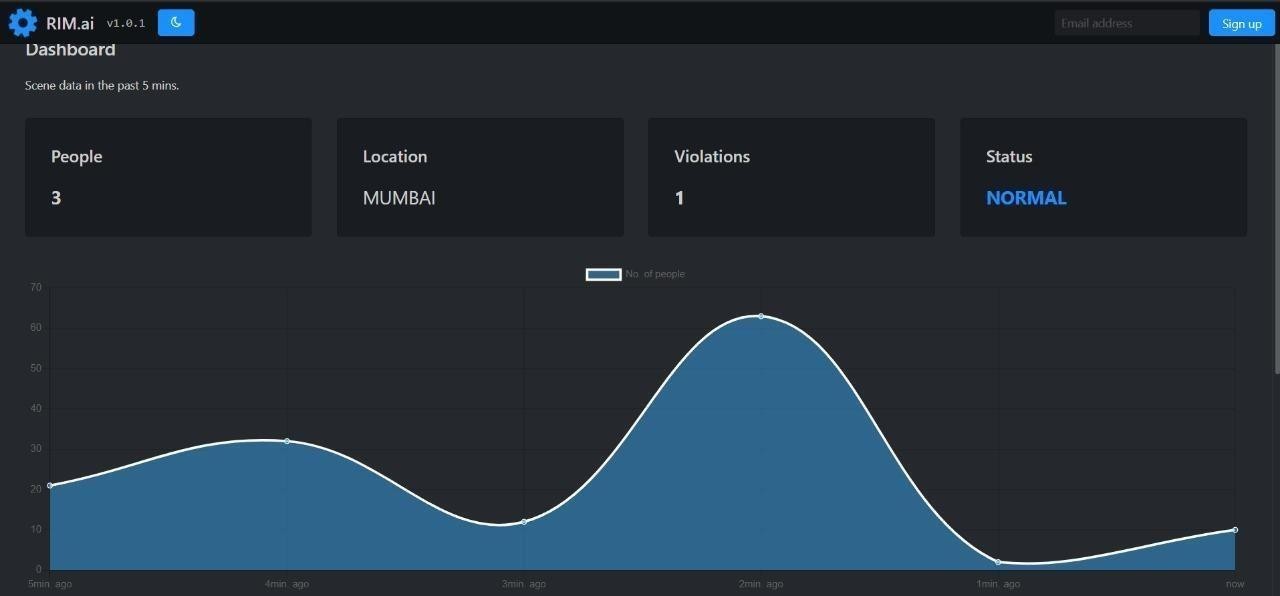 RIM.ai v1.0.1 Email address Sign up
Dashboard
Scene data in the past 5 mins.
People Location Violations Status
3 MUMBAI 1 NORMAL
No. of people
70
60
50
40
30
20
10
0
5min. ago 4min. ago 3min. ago 2min. ago 1min. ago now